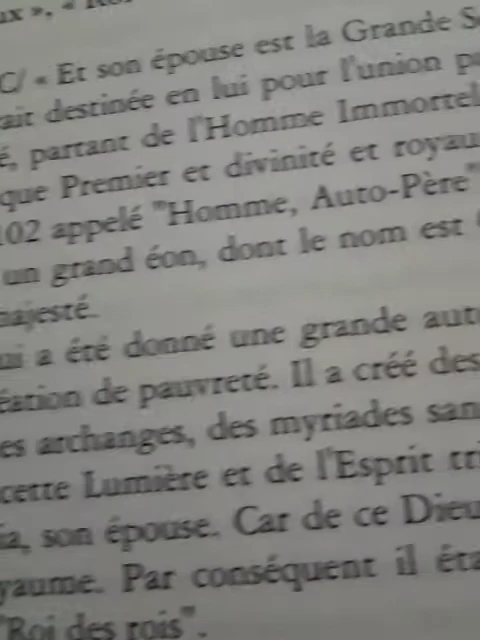 ux », «
C/ « Et son épouse est la Grande S
ait destinée en lui pour l'union p
é, partant de l'Homme Immortel
que Premier et divinité et royau
102 appelé "Homme, Auto-Père"
un grand éon, dont le nom est
majesté.
ui a été donné une grande aut
éation de pauvreté. Il a créé des
es archanges, des myriades san
cette Lumière et de l'Esprit tri
ia, son épouse. Car de ce Dieu
yaume. Par conséquent il éta
"Roi des rois".